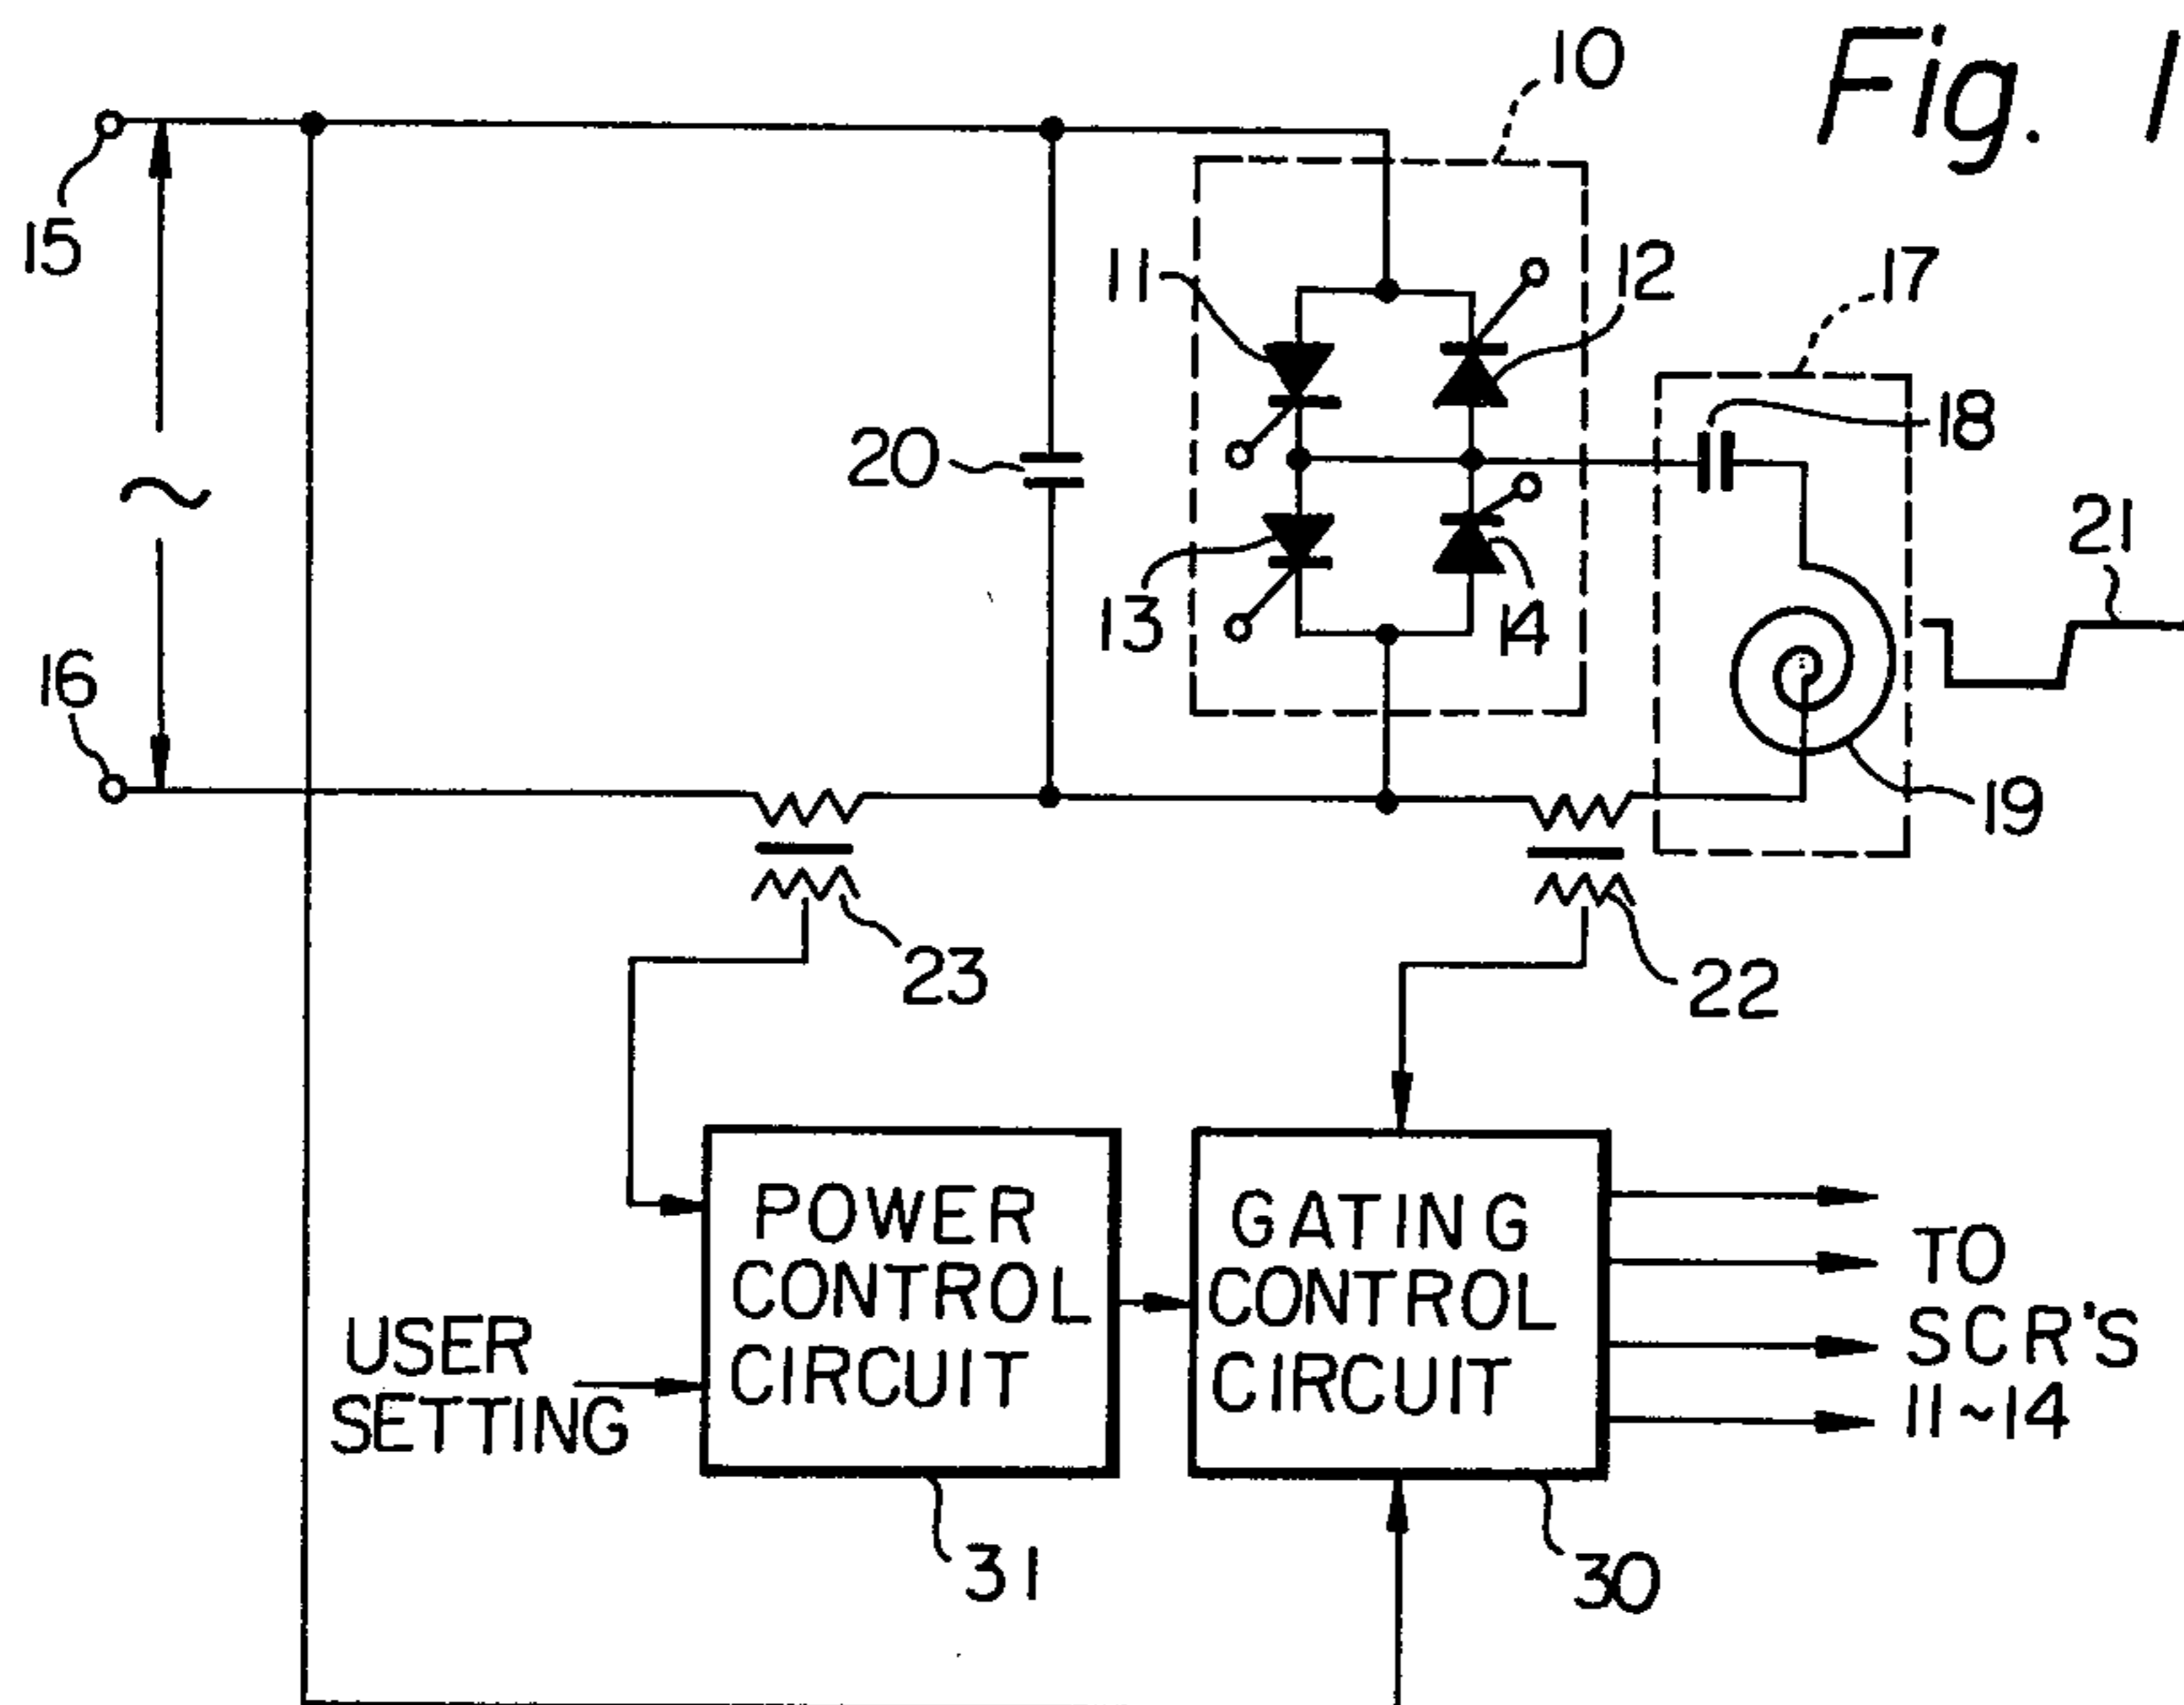 Fig. 1
10
15
11
12
17
18
20
21
13
14
16
19
23
22
POWER
CONTROL
CIRCUIT
GATING
CONTROL
CIRCUIT
USER
SETTING
TO
SCR'S
11~14
31
30